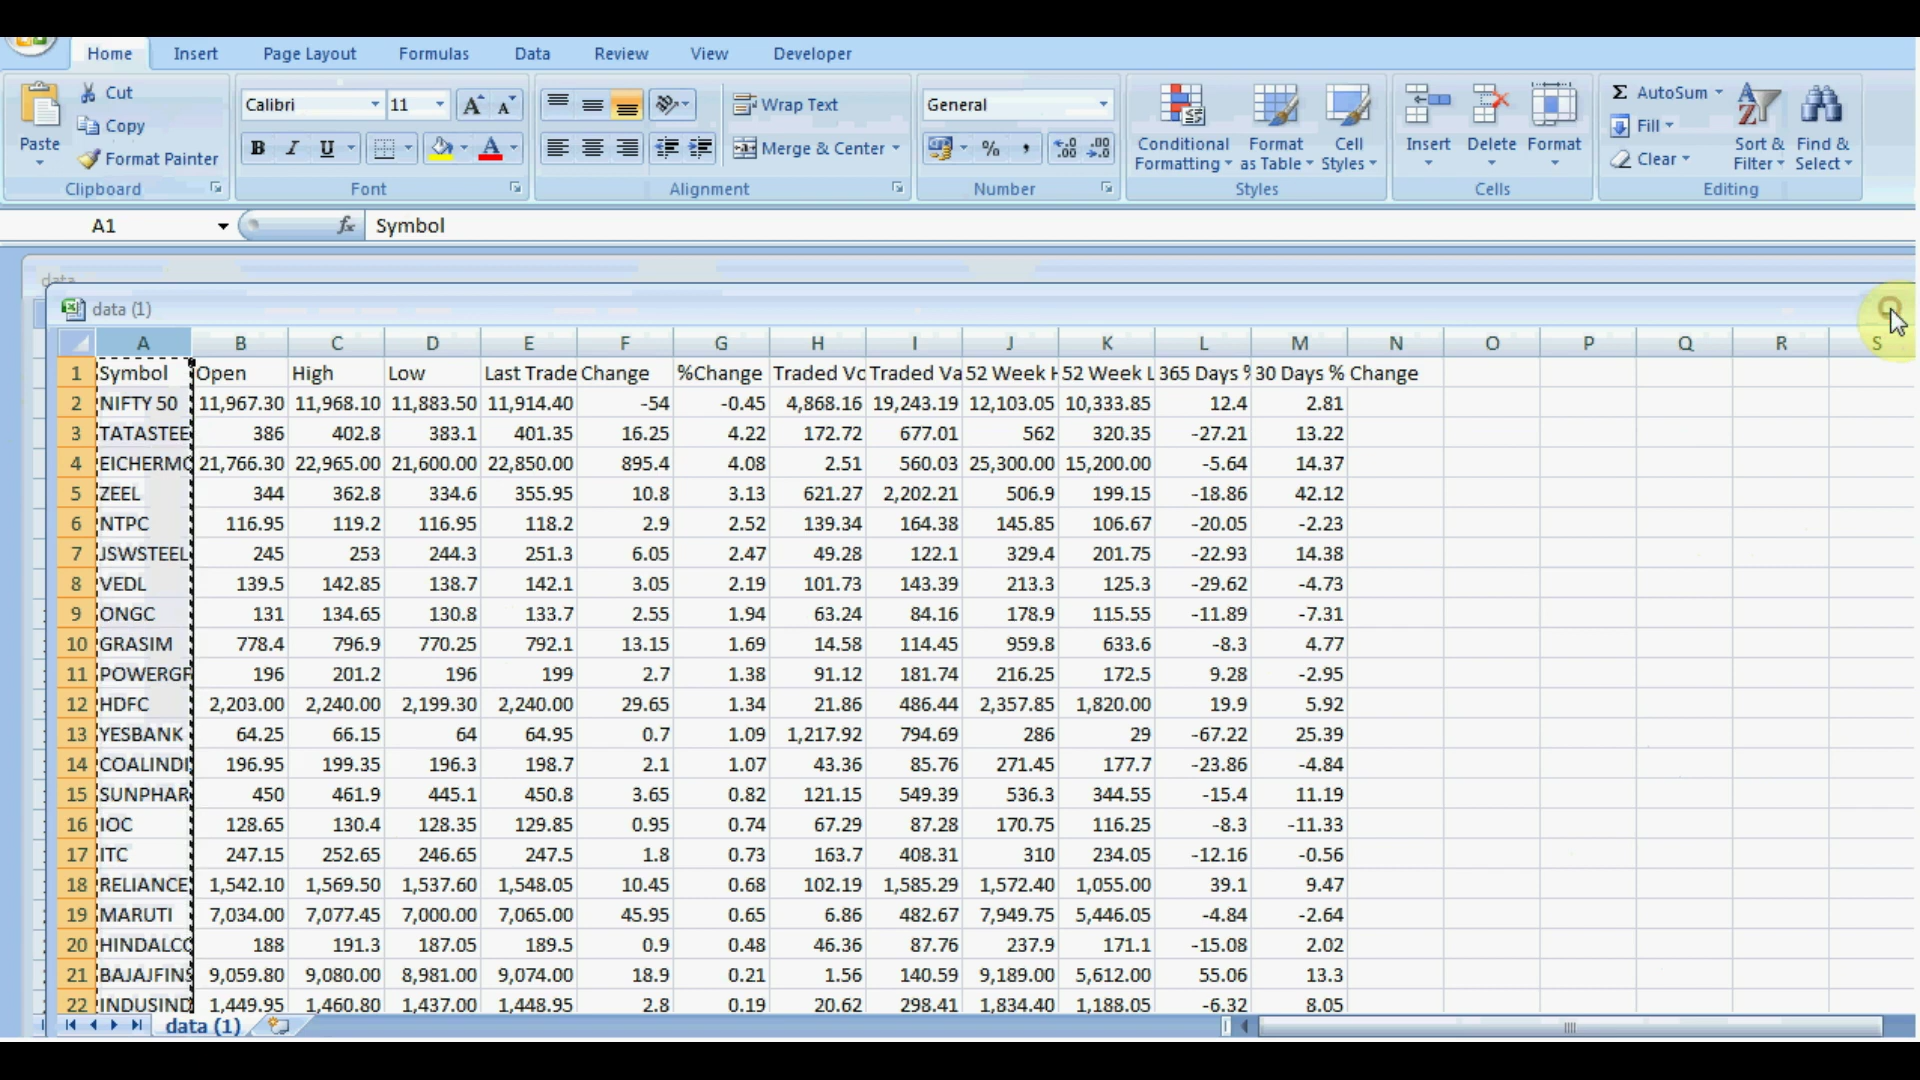 Home Insert Page Layout Formulas Data Review View Developer
Paste
Cut
Copy
Format Painter
Clipboard
Calibri 11
B I U
Font
Wrap Text
Merge & Center
Alignment
General
%
Number
Conditional Formatting
Format as Table
Cell Styles
Styles
Insert Delete Format
Cells
AutoSum
Fill
Clear
Sort & Filter
Find & Select
Editing
A1 fx Symbol
data
data (1)
A B C D E F G H I J K L M N O P Q R S
1 Symbol Open High Low Last Trade Change %Change Traded Vo Traded Va 52 Week H 52 Week L 365 Days % 30 Days % Change
2 NIFTY 50 11,967.30 11,968.10 11,883.50 11,914.40 -54 -0.45 4,868.16 19,243.19 12,103.05 10,333.85 12.4 2.81
3 TATASTEE 386 402.8 383.1 401.35 16.25 4.22 172.72 677.01 562 320.35 -27.21 13.22
4 EICHERMO 21,766.30 22,965.00 21,600.00 22,850.00 895.4 4.08 2.51 560.03 25,300.00 15,200.00 -5.64 14.37
5 ZEEL 344 362.8 334.6 355.95 10.8 3.13 621.27 2,202.21 506.9 199.15 -18.86 42.12
6 NTPC 116.95 119.2 116.95 118.2 2.9 2.52 139.34 164.38 145.85 106.67 -20.05 -2.23
7 JSWSTEEL 245 253 244.3 251.3 6.05 2.47 49.28 122.1 329.4 201.75 -22.93 14.38
8 VEDL 139.5 142.85 138.7 142.1 3.05 2.19 101.73 143.39 213.3 125.3 -29.62 -4.73
9 ONGC 131 134.65 130.8 133.7 2.55 1.94 63.24 84.16 178.9 115.55 -11.89 -7.31
10 GRASIM 778.4 796.9 770.25 792.1 13.15 1.69 14.58 114.45 959.8 633.6 -8.3 4.77
11 POWERGR 196 201.2 196 199 2.7 1.38 91.12 181.74 216.25 172.5 9.28 -2.95
12 HDFC 2,203.00 2,240.00 2,199.30 2,240.00 29.65 1.34 21.86 486.44 2,357.85 1,820.00 19.9 5.92
13 YESBANK 64.25 66.15 64 64.95 0.7 1.09 1,217.92 794.69 286 29 -67.22 25.39
14 COALINDI 196.95 199.35 196.3 198.7 2.1 1.07 43.36 85.76 271.45 177.7 -23.86 -4.84
15 SUNPHAR 450 461.9 445.1 450.8 3.65 0.82 121.15 549.39 536.3 344.55 -15.4 11.19
16 IOC 128.65 130.4 128.35 129.85 0.95 0.74 67.29 87.28 170.75 116.25 -8.3 -11.33
17 ITC 247.15 252.65 246.65 247.5 1.8 0.73 163.7 408.31 310 234.05 -12.16 -0.56
18 RELIANCE 1,542.10 1,569.50 1,537.60 1,548.05 10.45 0.68 102.19 1,585.29 1,572.40 1,055.00 39.1 9.47
19 MARUTI 7,034.00 7,077.45 7,000.00 7,065.00 45.95 0.65 6.86 482.67 7,949.75 5,446.05 -4.84 -2.64
20 HINDALCO 188 191.3 187.05 189.5 0.9 0.48 46.36 87.76 237.9 171.1 -15.08 2.02
21 BAJAJFINS 9,059.80 9,080.00 8,981.00 9,074.00 18.9 0.21 1.56 140.59 9,189.00 5,612.00 55.06 13.3
22 INDUSIND 1,449.95 1,460.80 1,437.00 1,448.95 2.8 0.19 20.62 298.41 1,834.40 1,188.05 -6.32 8.05
data (1)